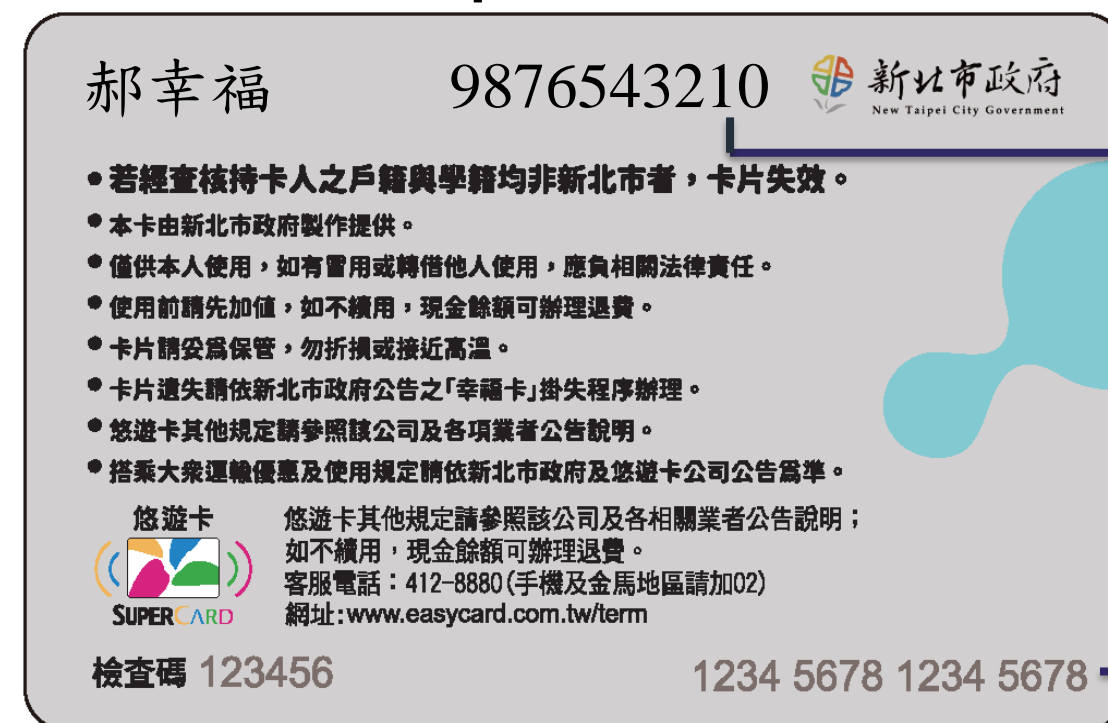 郝幸福 9876543210 新北市政府
New Taipei City Government
●若經查核持卡人之戶籍與學籍均非新北市者，卡片失效。
●本卡由新北市政府製作提供。
●僅供本人使用，如有冒用或轉借他人使用，應負相關法律責任。
●使用前請先加值，如不續用，現金餘額可辦理退費。
●卡片請妥爲保管，勿折損或接近高溫。
●卡片遺失請依新北市政府公告之「幸福卡」掛失程序辦理。
●悠遊卡其他規定請參照該公司及各項業者公告說明。
●搭乘大衆運輸優惠及使用規定請依新北市政府及悠遊卡公司公告爲準。
悠遊卡
SUPERCARD
悠遊卡其他規定請參照該公司及各相關業者公告說明；
如不續用，現金餘額可辦理退費。
客服電話：412-8880(手機及金馬地區請加02)
網址:www.easycard.com.tw/term
檢查碼 123456 1234 5678 1234 5678